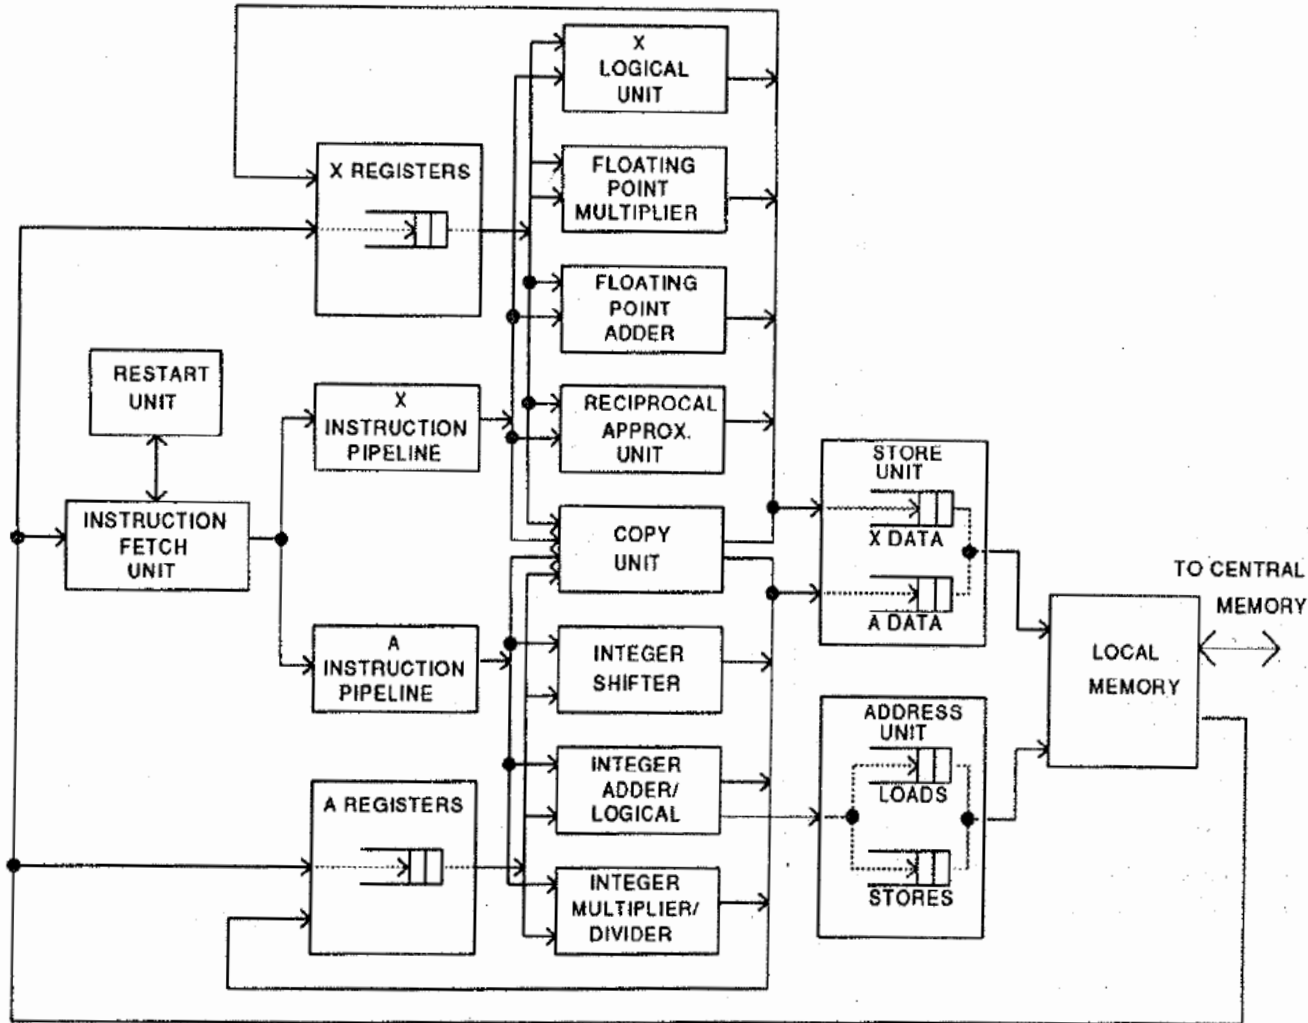 X
LOGICAL
UNIT
X REGISTERS
FLOATING
POINT
MULTIPLIER
FLOATING
POINT
ADDER
RESTART
UNIT
X
INSTRUCTION
PIPELINE
RECIPROCAL
APPROX.
UNIT
INSTRUCTION
FETCH
UNIT
COPY
UNIT
STORE
UNIT
X DATA
A DATA
TO CENTRAL
MEMORY
LOCAL
MEMORY
A
INSTRUCTION
PIPELINE
INTEGER
SHIFTER
ADDRESS
UNIT
LOADS
STORES
A REGISTERS
INTEGER
ADDER/
LOGICAL
INTEGER
MULTIPLIER/
DIVIDER